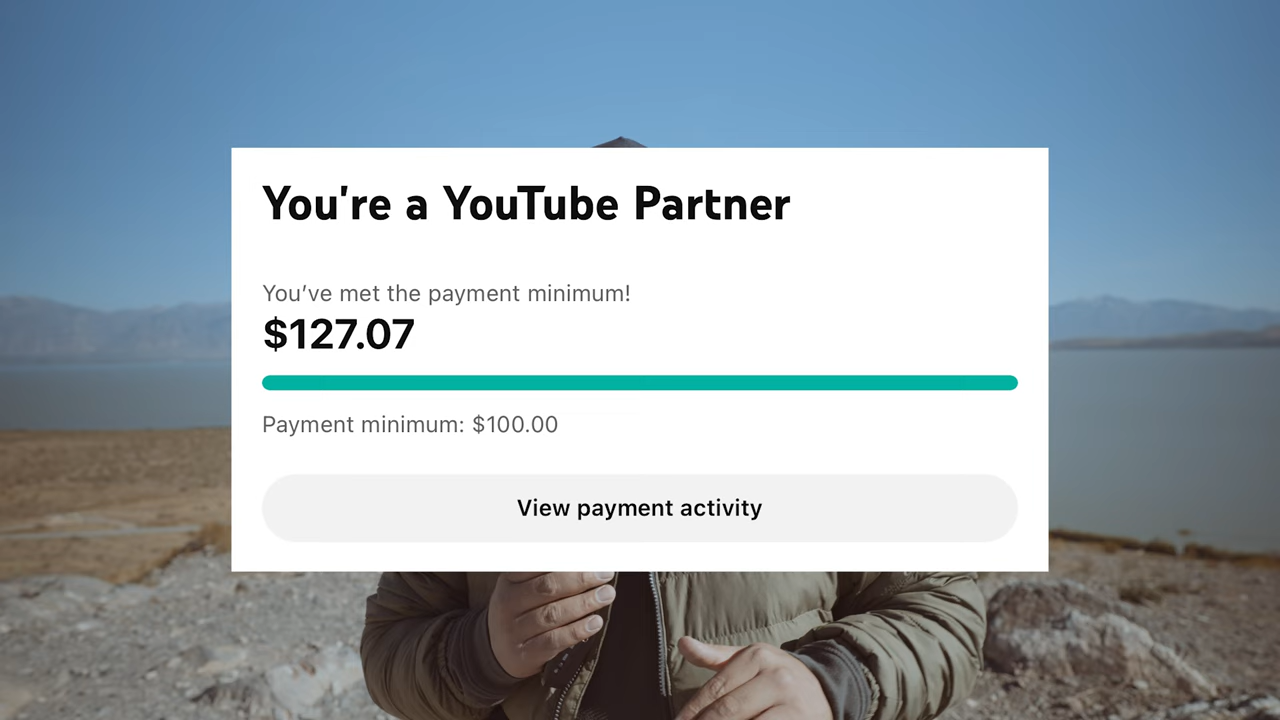 You're a YouTube Partner
You’ve met the payment minimum!
$127.07
Payment minimum: $100.00
View payment activity